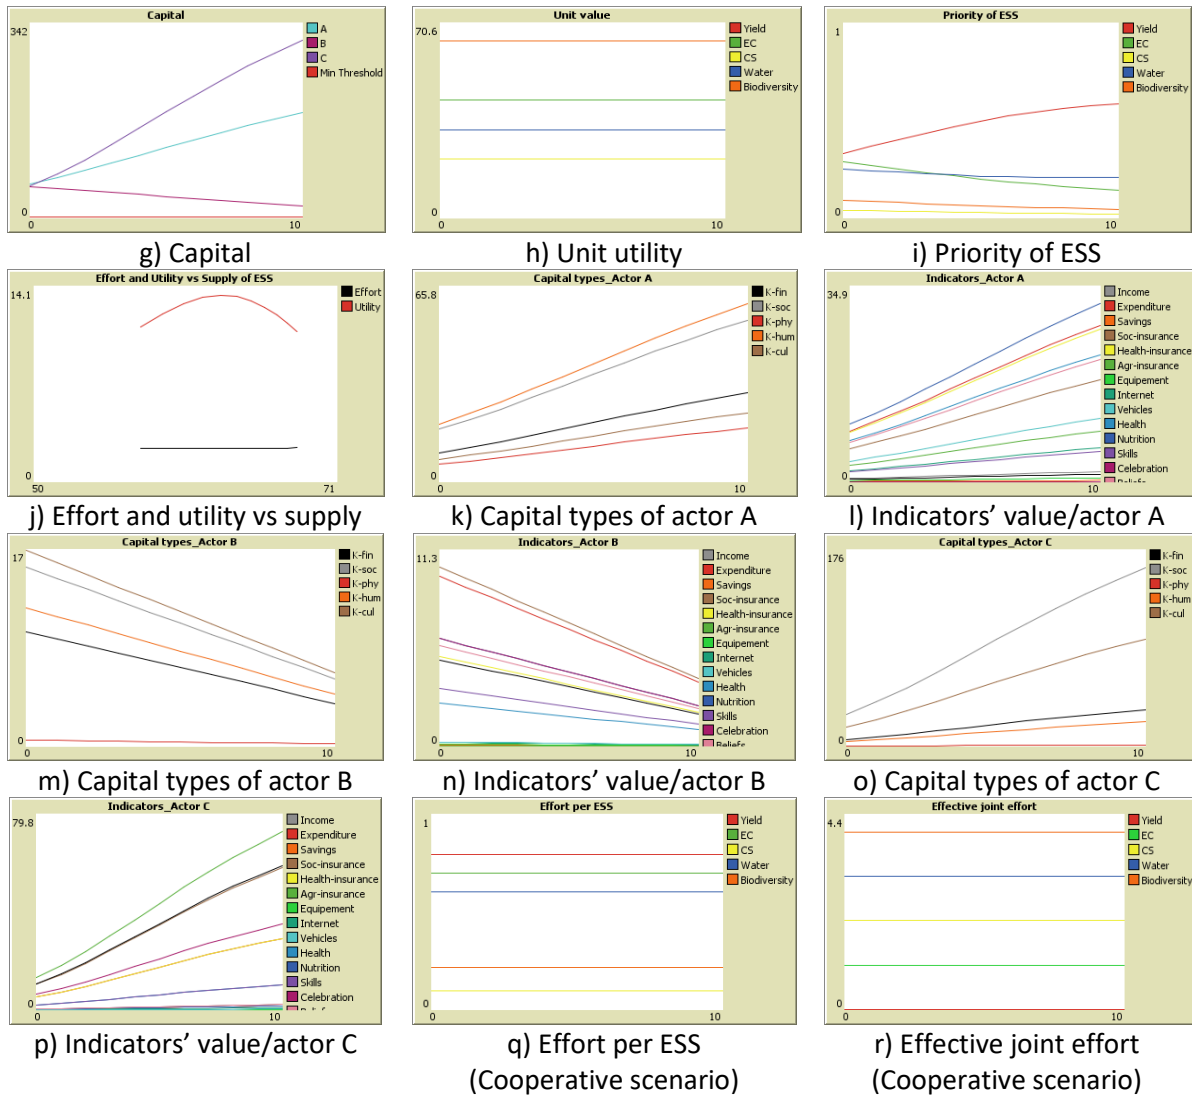 Capital
342
0
0
10
A
B
C
Min Threshold
g) Capital
Unit value
70.6
0
0
10
Yield
EC
CS
Water
Biodiversity
h) Unit utility
Priority of ESS
1
0
0
10
Yield
EC
CS
Water
Biodiversity
i) Priority of ESS
Effort and Utility vs Supply of ESS
14.1
0
50
71
Effort
Utility
j) Effort and utility vs supply
Capital types_Actor A
65.8
0
0
10
K-fin
K-soc
K-phy
K-hum
K-cul
k) Capital types of actor A
Indicators_Actor A
34.9
0
0
10
Income
Expenditure
Savings
Soc-insurance
Health-insurance
Agr-insurance
Equipement
Internet
Vehicles
Health
Nutrition
Skills
Celebration
Beliefs
l) Indicators' value/actor A
Capital types_Actor B
17
0
0
10
K-fin
K-soc
K-phy
K-hum
K-cul
m) Capital types of actor B
Indicators_Actor B
11.3
0
0
10
Income
Expenditure
Savings
Soc-insurance
Health-insurance
Agr-insurance
Equipement
Internet
Vehicles
Health
Nutrition
Skills
Celebration
Beliefs
n) Indicators' value/actor B
Capital types_Actor C
176
0
0
10
K-fin
K-soc
K-phy
K-hum
K-cul
o) Capital types of actor C
Indicators_Actor C
79.8
0
0
10
Income
Expenditure
Savings
Soc-insurance
Health-insurance
Agr-insurance
Equipement
Internet
Vehicles
Health
Nutrition
Skills
Celebration
p) Indicators' value/actor C
Effort per ESS
1
0
0
10
Yield
EC
CS
Water
Biodiversity
q) Effort per ESS
(Cooperative scenario)
Effective joint effort
4.4
0
0
10
Yield
EC
CS
Water
Biodiversity
r) Effective joint effort
(Cooperative scenario)